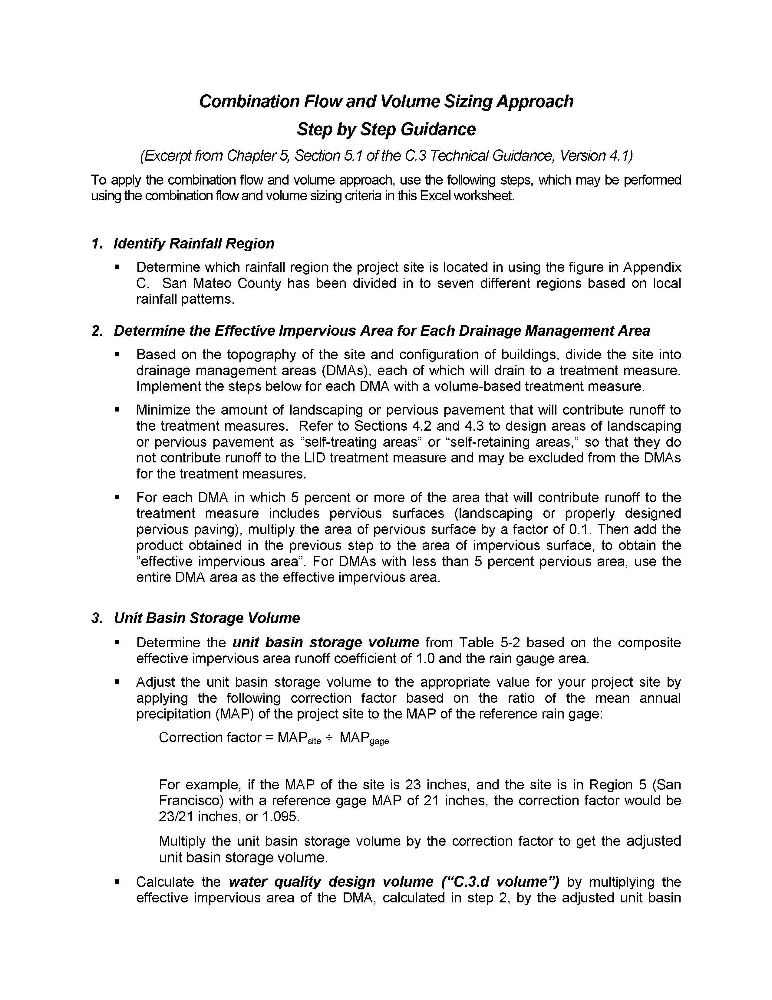 Combination Flow and Volume Sizing Approach
Step by Step Guidance
(Excerpt from Chapter 5, Section 5.1 of the C.3 Technical Guidance, Version 4.1)
To apply the combination flow and volume approach, use the following steps, which may be performed
using the combination flow and volume sizing criteria in this Excel worksheet.
1. Identify Rainfall Region
▪ Determine which rainfall region the project site is located in using the figure in Appendix
C. San Mateo County has been divided in to seven different regions based on local
rainfall patterns.
2. Determine the Effective Impervious Area for Each Drainage Management Area
▪ Based on the topography of the site and configuration of buildings, divide the site into
drainage management areas (DMAs), each of which will drain to a treatment measure.
Implement the steps below for each DMA with a volume-based treatment measure.
▪ Minimize the amount of landscaping or pervious pavement that will contribute runoff to
the treatment measures. Refer to Sections 4.2 and 4.3 to design areas of landscaping
or pervious pavement as “self-treating areas” or “self-retaining areas,” so that they do
not contribute runoff to the LID treatment measure and may be excluded from the DMAs
for the treatment measures.
▪ For each DMA in which 5 percent or more of the area that will contribute runoff to the
treatment measure includes pervious surfaces (landscaping or properly designed
pervious paving), multiply the area of pervious surface by a factor of 0.1. Then add the
product obtained in the previous step to the area of impervious surface, to obtain the
“effective impervious area”. For DMAs with less than 5 percent pervious area, use the
entire DMA area as the effective impervious area.
3. Unit Basin Storage Volume
▪ Determine the unit basin storage volume from Table 5-2 based on the composite
effective impervious area runoff coefficient of 1.0 and the rain gauge area.
▪ Adjust the unit basin storage volume to the appropriate value for your project site by
applying the following correction factor based on the ratio of the mean annual
precipitation (MAP) of the project site to the MAP of the reference rain gage:
Correction factor = MAPsite ÷ MAPgage
For example, if the MAP of the site is 23 inches, and the site is in Region 5 (San
Francisco) with a reference gage MAP of 21 inches, the correction factor would be
23/21 inches, or 1.095.
Multiply the unit basin storage volume by the correction factor to get the adjusted
unit basin storage volume.
▪ Calculate the water quality design volume (“C.3.d volume”) by multiplying the
effective impervious area of the DMA, calculated in step 2, by the adjusted unit basin